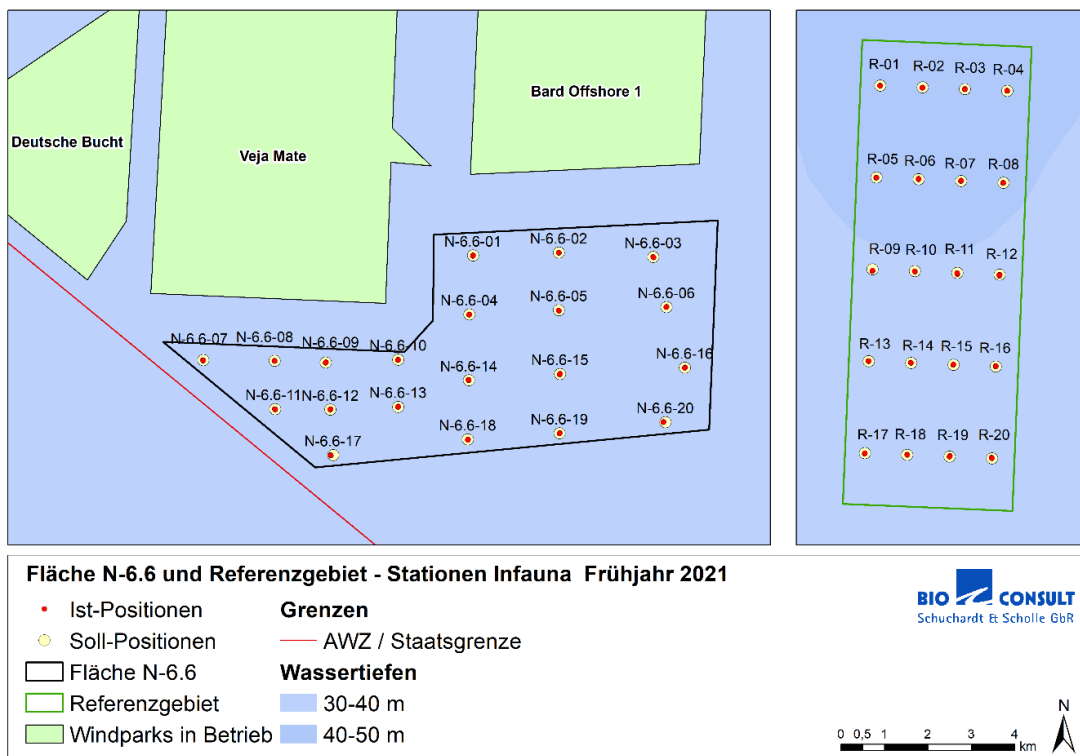 Deutsche Bucht
Veja Mate
Bard Offshore 1
N-6.6-01
N-6.6-02
N-6.6-03
N-6.6-04
N-6.6-05
N-6.6-06
N-6.6-07
N-6.6-08
N-6.6-09
N-6.6-10
N-6.6-11
N-6.6-12
N-6.6-13
N-6.6-14
N-6.6-15
N-6.6-16
N-6.6-17
N-6.6-18
N-6.6-19
N-6.6-20
R-01 R-02 R-03 R-04
R-05 R-06 R-07 R-08
R-09 R-10 R-11 R-12
R-13 R-14 R-15 R-16
R-17 R-18 R-19 R-20
Fläche N-6.6 und Referenzgebiet - Stationen Infauna Frühjahr 2021
Ist-Positionen
Soll-Positionen
Fläche N-6.6
Referenzgebiet
Windparks in Betrieb
Grenzen
AWZ / Staatsgrenze
Wassertiefen
30-40 m
40-50 m
BIO CONSULT
Schuchardt & Scholle GbR
N
0 0,5 1 2 3 4
km